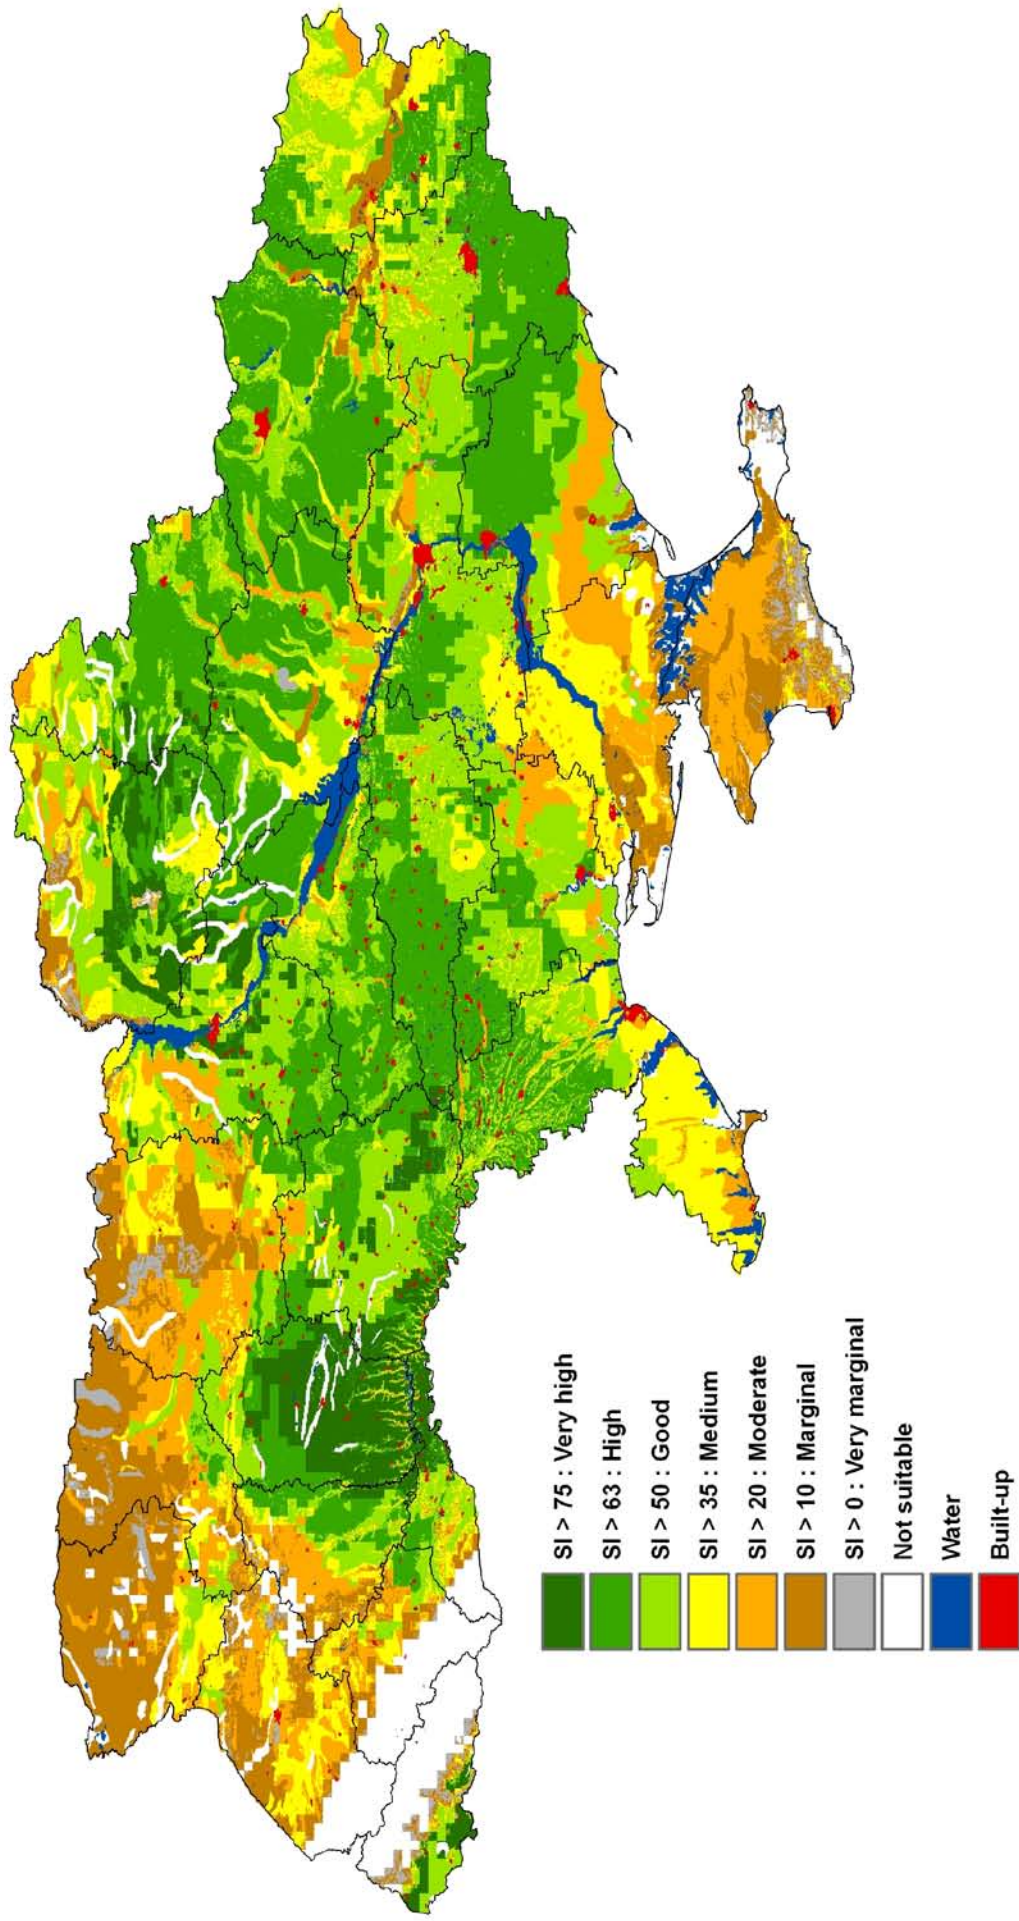 SI > 75 : Very high
SI > 63 : High
SI > 50 : Good
SI > 35 : Medium
SI > 20 : Moderate
SI > 10 : Marginal
SI > 0 : Very marginal
Not suitable
Water
Built-up